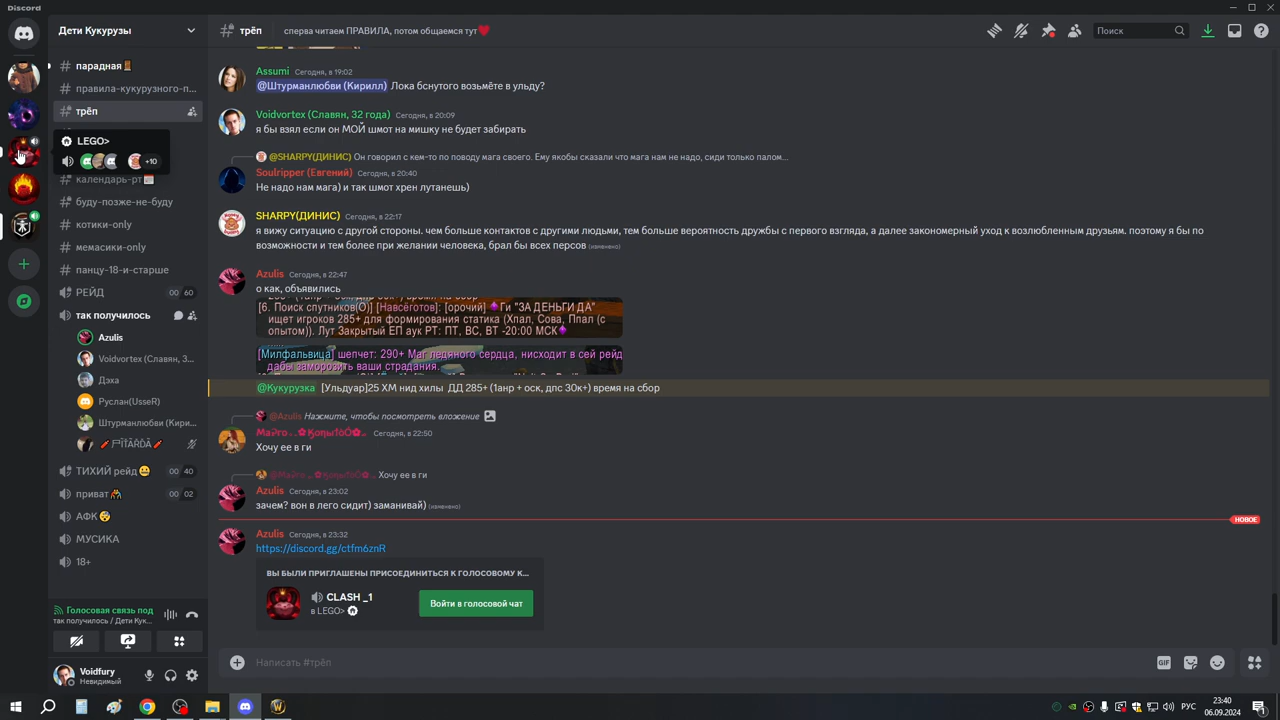 Discord
Дети Кукурузы
трёп
сперва читаем ПРАВИЛА, потом общаемся тут
Поиск
парадная
правила-кукурузного-п...
трёп
LEGO>
+10
календарь-рт
буду-позже-не-буду
котики-only
мемасики-only
панцу-18-и-старше
РЕЙД
00 60
так получилось
Azulis
Voidvortex (Славян, 3...
Дэха
Руслан(UsseR)
Штурманлюбви (Кири...
ТИХИЙ рейд
00 40
приват
00 02
АФК
МУСИКА
18+
Голосовая связь под
так получилось / Дети Кук...
Voidfury
Невидимый
Assumi Сегодня, в 19:02
@Штурманлюбви (Кирилл) Лока бснутого возьмёте в ульду?
Voidvortex (Славян, 32 года) Сегодня, в 20:09
я бы взял если он МОЙ шмот на мишку не будет забирать
@SHARPY(ДИНИС) Он говорил с кем-то по поводу мага своего. Ему якобы сказали что мага нам не надо, сиди только палом...
Soulripper (Евгений) Сегодня, в 20:40
Не надо нам мага) и так шмот хрен лутанешь)
SHARPY(ДИНИС) Сегодня, в 22:17
я вижу ситуацию с другой стороны. чем больше контактов с другими людьми, тем больше вероятность дружбы с первого взгляда, а далее закономерный уход к возлюбленным друзьям. поэтому я бы по
возможности и тем более при желании человека, брал бы всех персов (изменено)
Azulis Сегодня, в 22:47
о как, объявились
[6. Поиск спутников(О)] [Навсёготов]: [орочий] Ги "ЗА ДЕНЬГИ ДА"
ищет игроков 285+ для формирования статика (Хпал, Сова, Ппал (с
опытом)). Лут Закрытый ЕП аук РТ: ПТ, ВС, ВТ -20:00 МСК
[Милфальвица] шепчет: 290+ Маг ледяного сердца, нисходит в сей рейд
дабы заморозить ваши страдания.
@Кукурузка [Ульдуар]25 ХМ нид хилы ДД 285+ (1анр + оск, дпс 30к+) время на сбор
@Azulis Нажмите, чтобы посмотреть вложение
Сегодня, в 22:50
Хочу ее в ги
Хочу ее в ги
Azulis Сегодня, в 23:02
зачем? вон в лего сидит) заманивай) (изменено)
НОВОЕ
Azulis Сегодня, в 23:32
https://discord.gg/ctfm6znR
ВЫ БЫЛИ ПРИГЛАШЕНЫ ПРИСОЕДИНИТЬСЯ К ГОЛОСОВОМУ К...
CLASH _1
в LEGO>
Войти в голосовой чат
Написать #трёп
GIF
РУС
23:40
06.09.2024